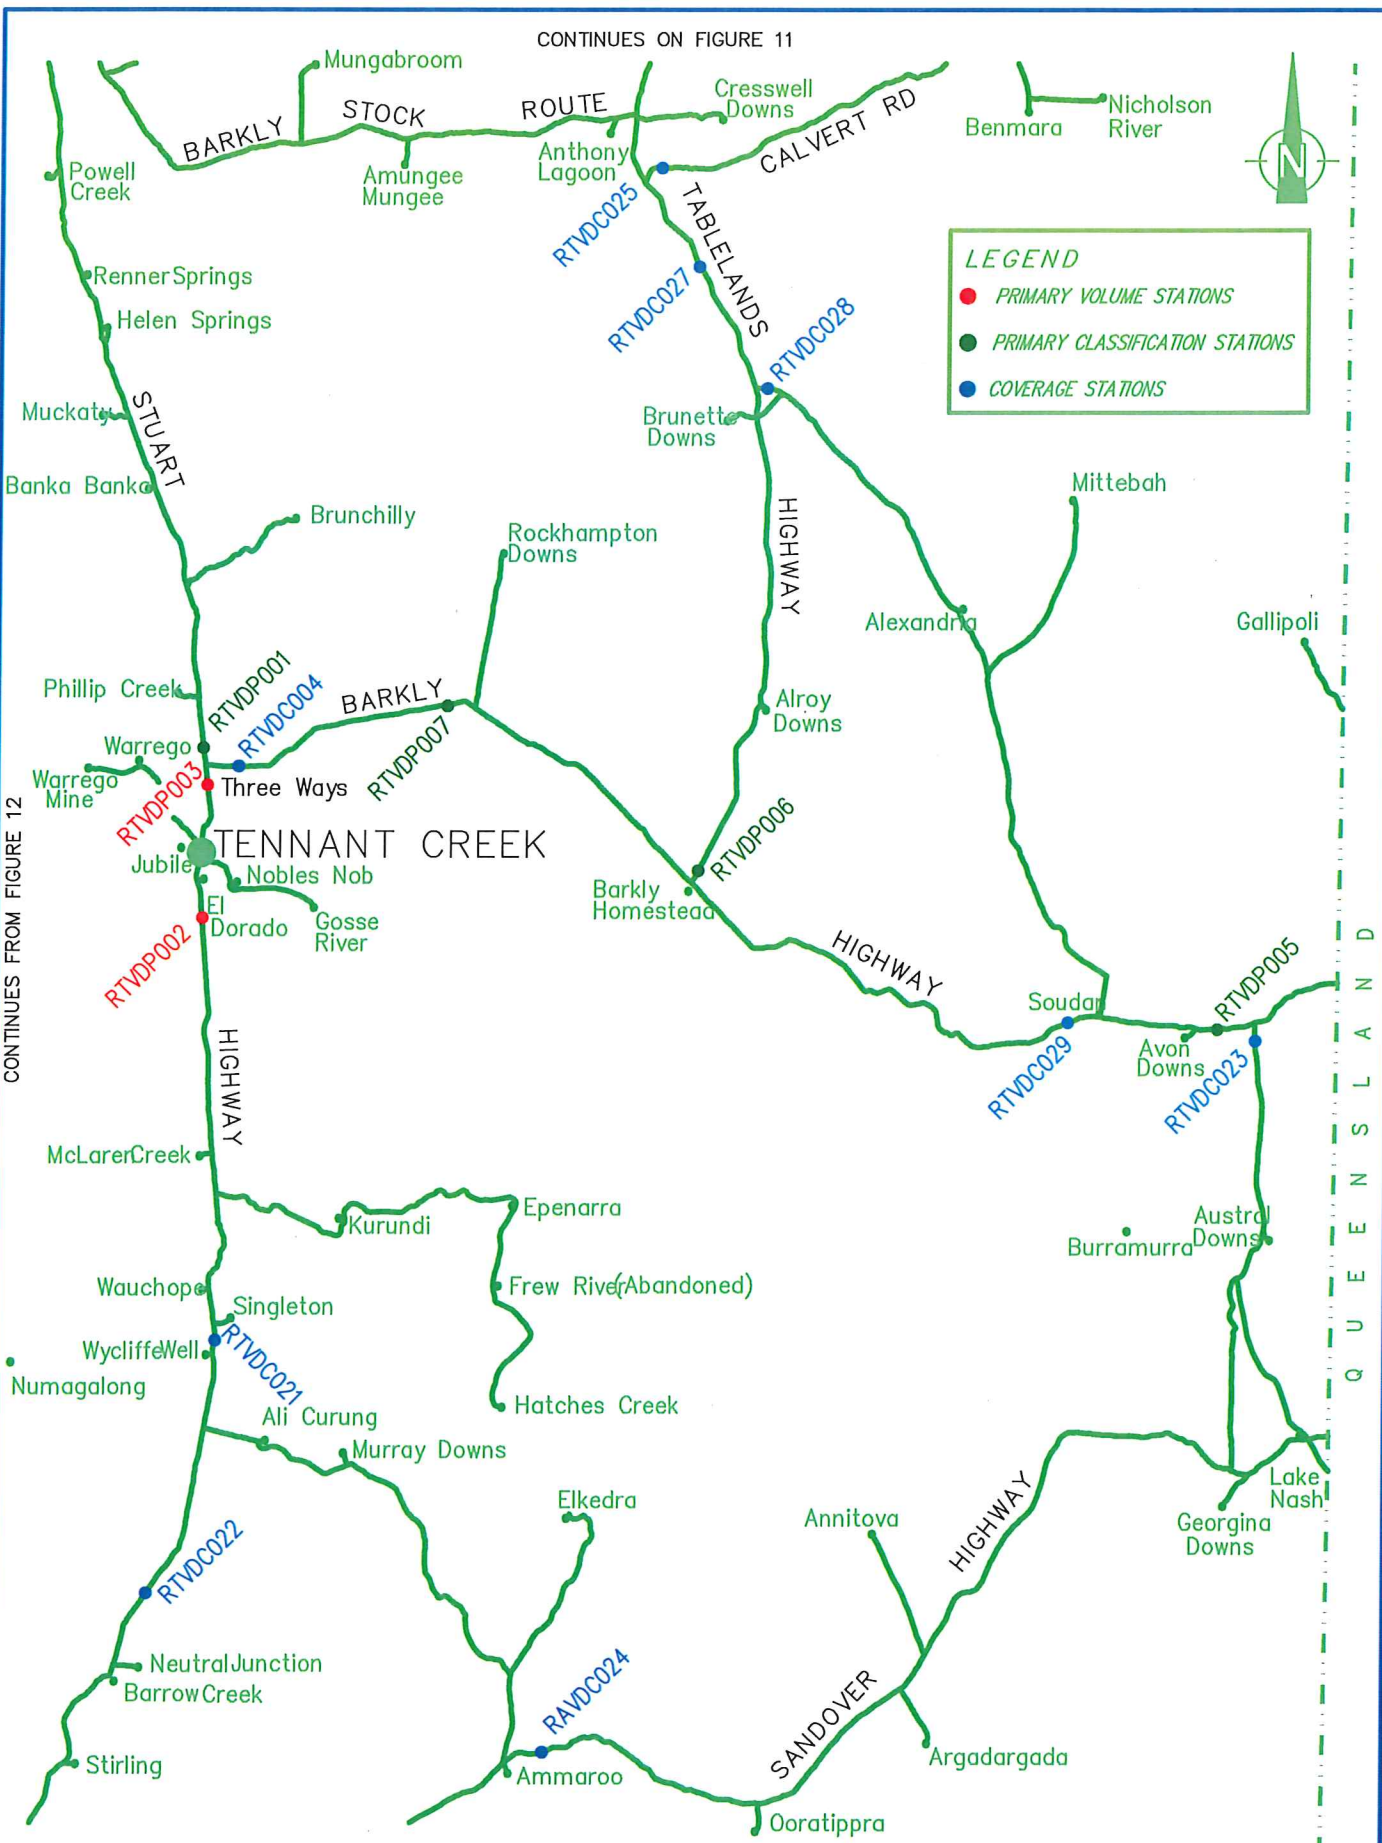 CONTINUES ON FIGURE 11
Mungabroom
Cresswell
Downs
BARKLY STOCK ROUTE
CALVERT RD
Nicholson
River
Benmara
Anthony
Lagoon
Amungee
Mungee
Powell
Creek
N
RTVDC025
TABLELANDS
LEGEND
PRIMARY VOLUME STATIONS
PRIMARY CLASSIFICATION STATIONS
COVERAGE STATIONS
Renner Springs
RTVDC027
Helen Springs
RTVDC028
Muckaty
STUART
Brunette
Downs
Banka Banka
Mittebah
Brunchilly
HIGHWAY
Rockhampton
Downs
Alexandria
Gallipoli
Phillip Creek
RTVDP001
RTVDC004
BARKLY
Alroy
Downs
RTVDP007
Warrego
Warrego
Mine
RTVDP003
Three Ways
CONTINUES FROM FIGURE 12
TENNANT CREEK
RTVDP006
Jubile
Nobles Nob
Barkly
Homestead
El
Dorado
Gosse
River
RTVDP002
HIGHWAY
QUEENSLAND
RTVDP005
Soudan
RTVDC029
Avon
Downs
RTVDC023
HIGHWAY
McLaren Creek
Epenarra
Kurundi
Austral
Downs
Burramurra
Wauchope
Frew River (Abandoned)
Singleton
RTVDC021
Wycliffe Well
Numagalong
Hatches Creek
Ali Curung
Murray Downs
Lake
Nash
Elkedra
Annitova
HIGHWAY
Georgina
Downs
RTVDC022
Neutral Junction
Barrow Creek
RAVDC024
SANDOVER
Stirling
Argadargada
Ammaroo
Ooratippra